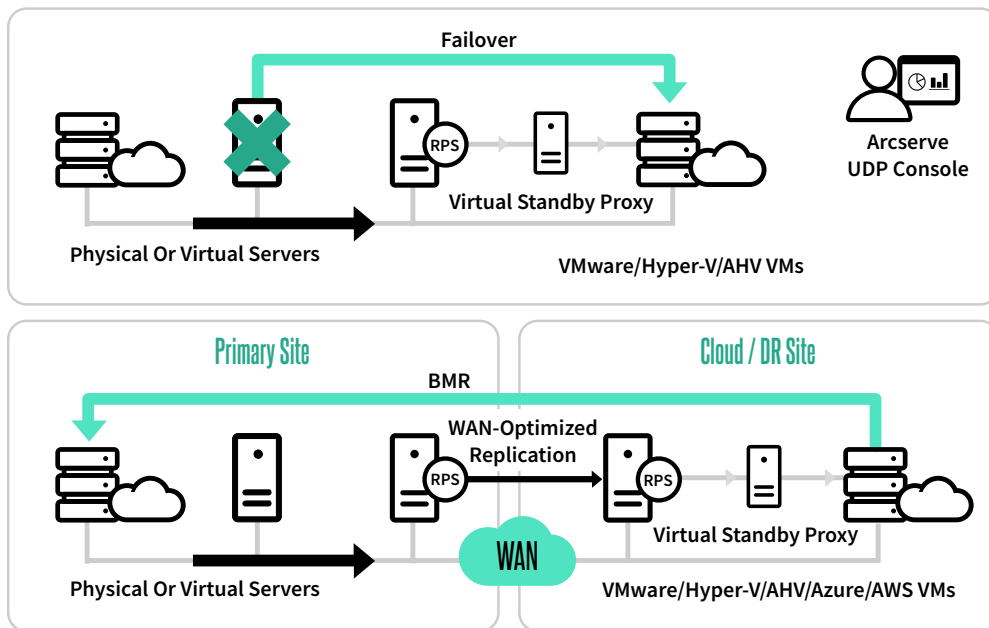 Failover
RPS
Arcserve
UDP Console
Virtual Standby Proxy
Physical Or Virtual Servers
VMware/Hyper-V/AHV VMs
Primary Site
Cloud / DR Site
BMR
WAN-Optimized
Replication
RPS
RPS
Virtual Standby Proxy
WAN
Physical Or Virtual Servers
VMware/Hyper-V/AHV/Azure/AWS VMs